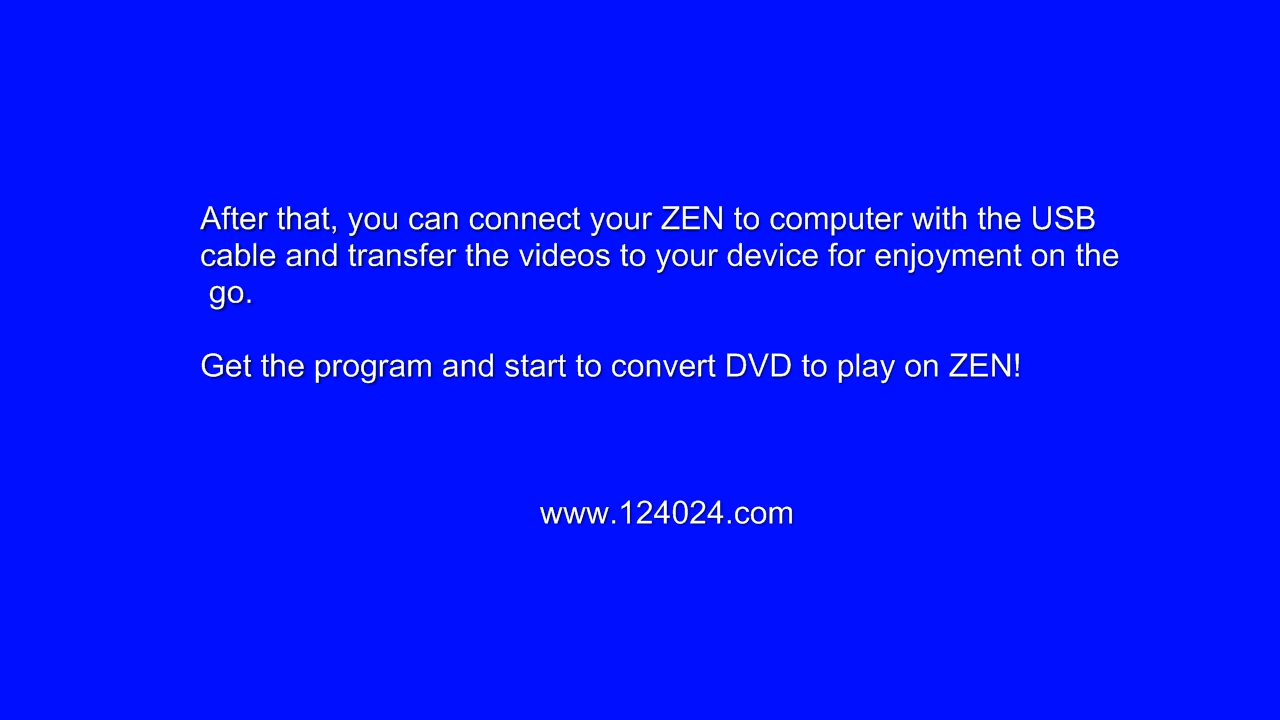 After that, you can connect your ZEN to computer with the USB
cable and transfer the videos to your device for enjoyment on the
go.
Get the program and start to convert DVD to play on ZEN!
www.124024.com